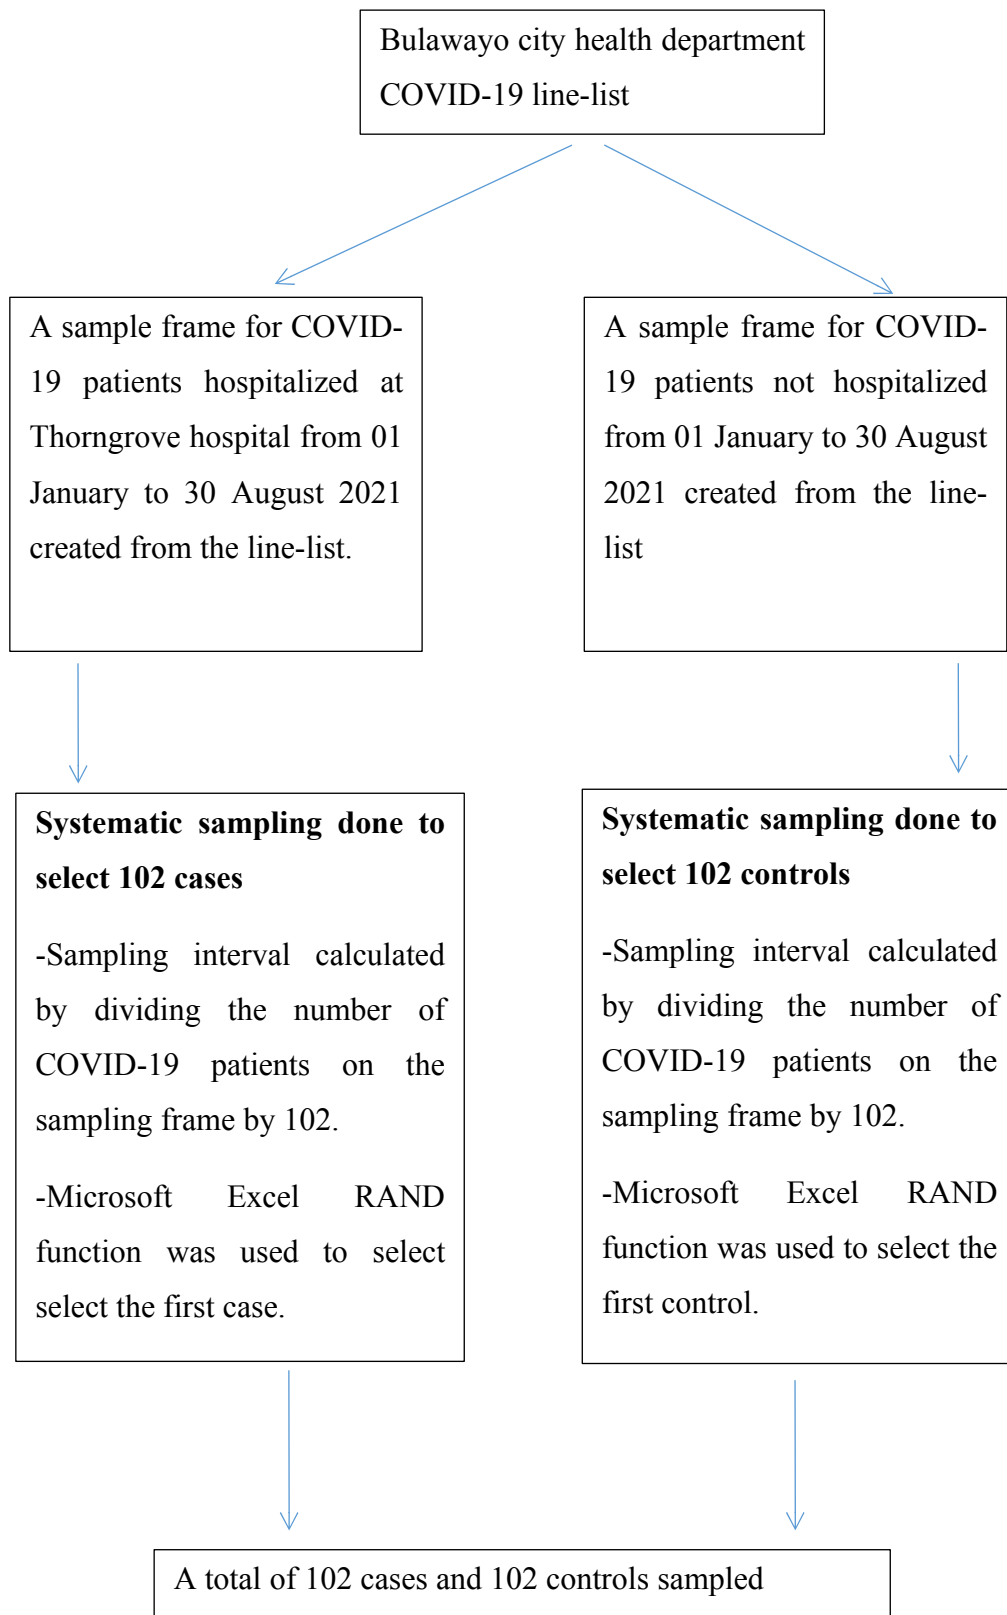 Bulawayo city health department
COVID-19 line-list
A sample frame for COVID-
19 patients hospitalized at
Thorngrove hospital from 01
January to 30 August 2021
created from the line-list.
A sample frame for COVID-
19 patients not hospitalized
from 01 January to 30 August
2021 created from the line-
list
Systematic sampling done to
select 102 cases
-Sampling interval calculated
by dividing the number of
COVID-19 patients on the
sampling frame by 102.
-Microsoft Excel RAND
function was used to select
select the first case.
Systematic sampling done to
select 102 controls
-Sampling interval calculated
by dividing the number of
COVID-19 patients on the
sampling frame by 102.
-Microsoft Excel RAND
function was used to select the
first control.
A total of 102 cases and 102 controls sampled